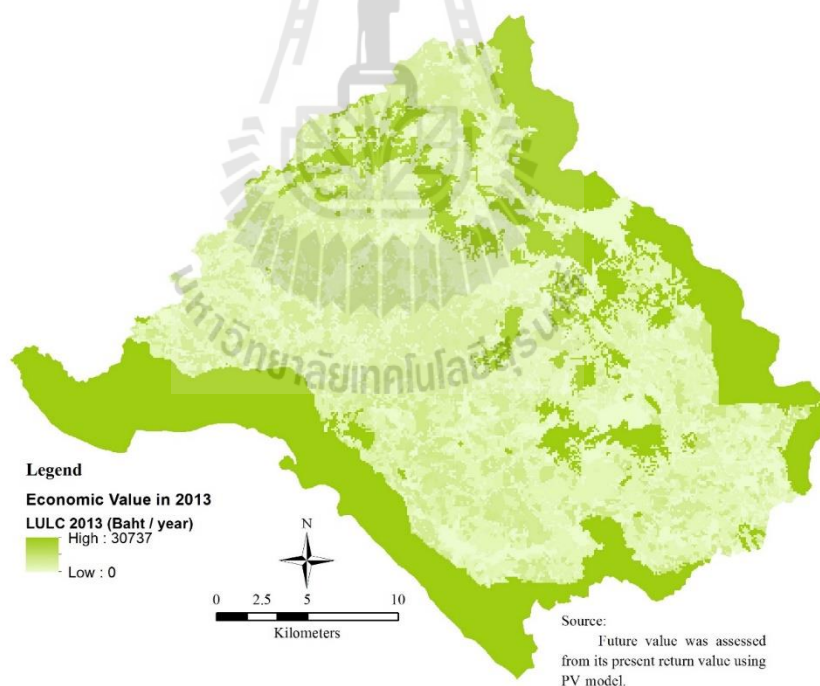 มหาวิทยาลัยเทคโนโลยีสุรนารี
Legend
Economic Value in 2013
LULC 2013 (Baht / year)
High : 30737
Low : 0
N
0 2.5 5 10
Kilometers
Source:
Future value was assessed
from its present return value using
PV model.